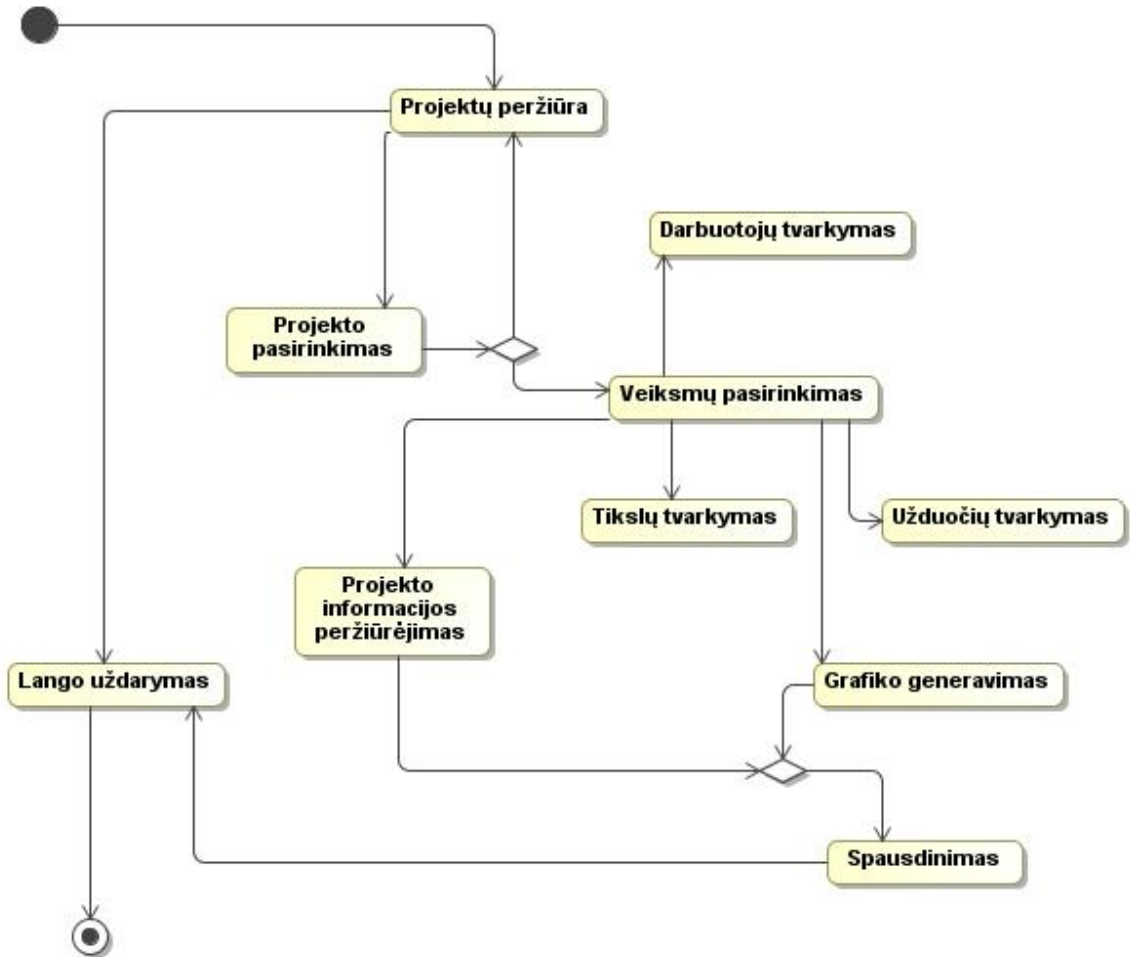 Projektų peržiūra
Darbuotojų tvarkymas
Projekto
pasirinkimas
Veiksmų pasirinkimas
Tikslų tvarkymas
Užduočių tvarkymas
Projekto
informacijos
peržiūrėjimas
Lango uždarymas
Grafiko generavimas
Spausdinimas